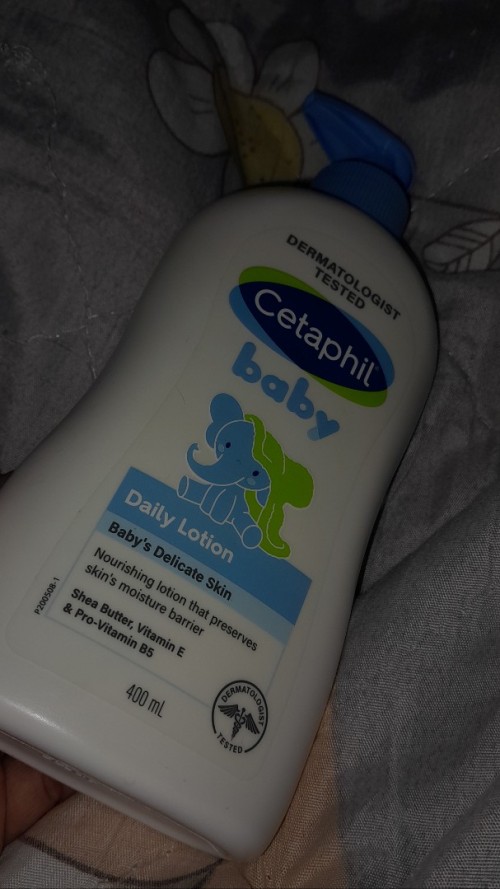 DERMATOLOGIST
TESTED
Cetaphil
baby
Daily Lotion
Baby's Delicate Skin
Nourishing lotion that preserves
skin's moisture barrier
Shea Butter, Vitamin E
& Pro-Vitamin B5
P200508-1
400 mL
DERMATOLOGIST
TESTED